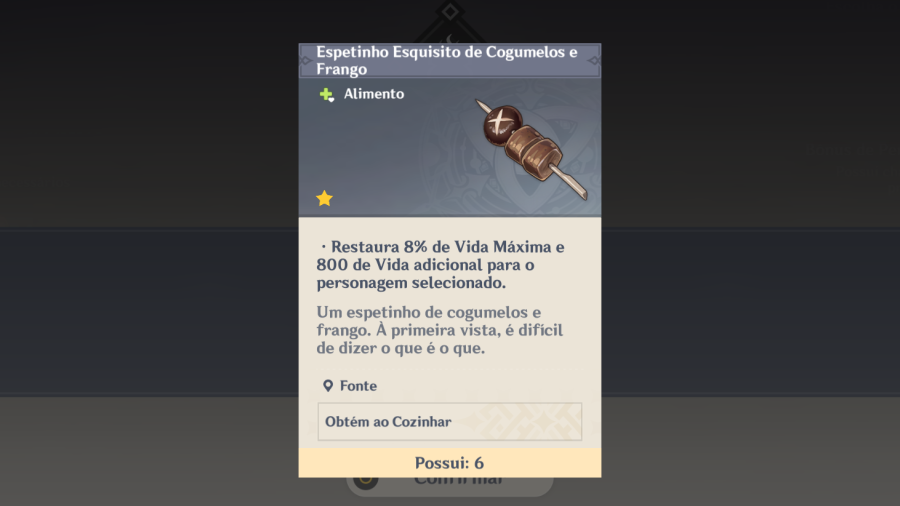 Espetinho Esquisito de Cogumelos e
Frango
Alimento
· Restaura 8% de Vida Máxima e
800 de Vida adicional para o
personagem selecionado.
Um espetinho de cogumelos e
frango. À primeira vista, é difícil
de dizer o que é o que.
Fonte
Obtém ao Cozinhar
Possui: 6
Confirmar